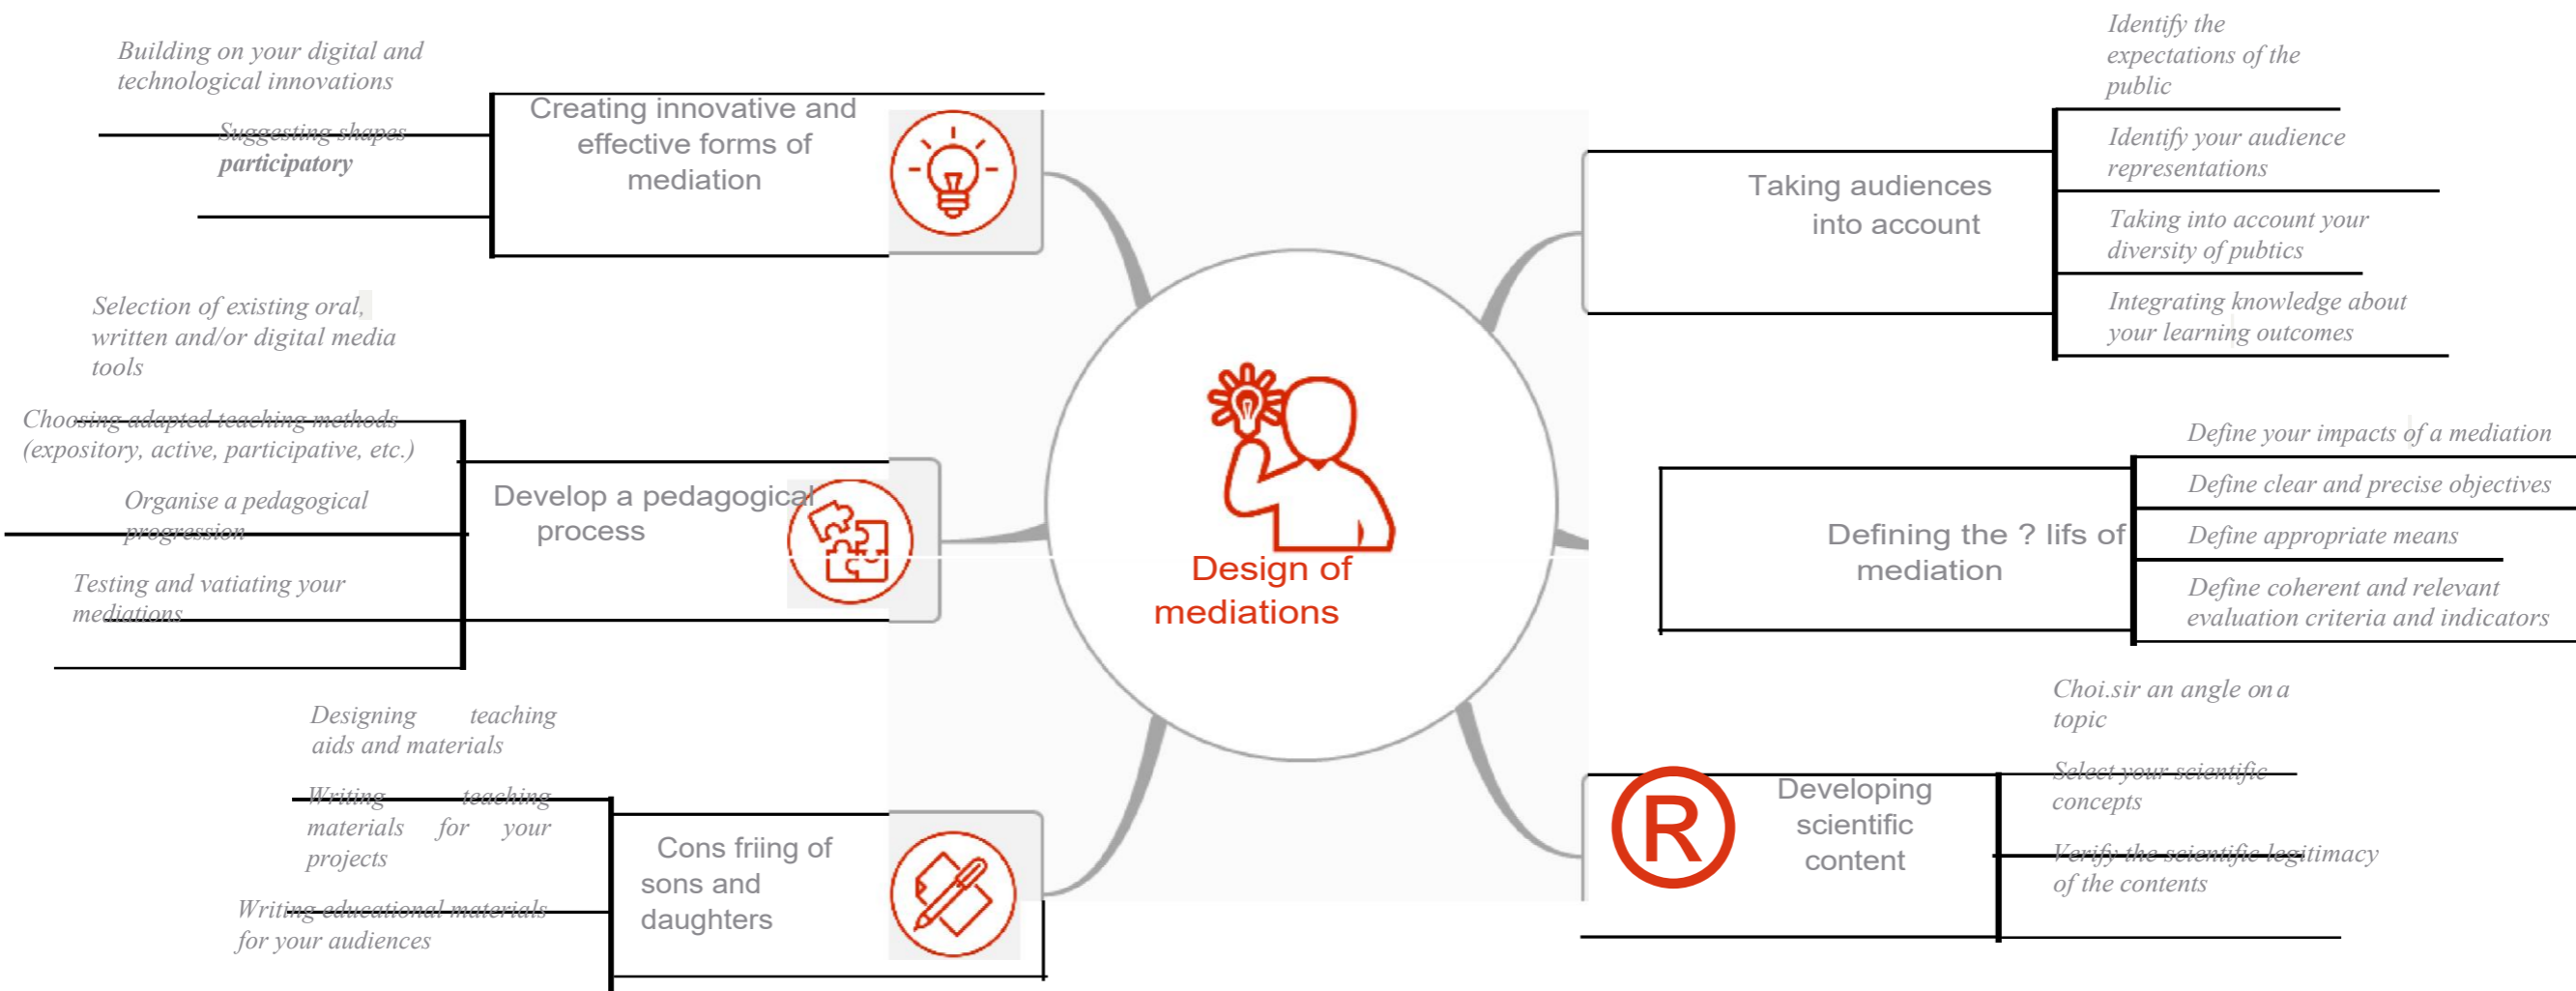 Building on your digital and
technological innovations
Suggesting shapes
participatory
Creating innovative and
effective forms of
mediation
Selection of existing oral,
written and/or digital media
tools
Choosing adapted teaching methods
(expository, active, participative, etc.)
Organise a pedagogical
progression
Testing and vatiating your
mediations
Develop a pedagogical
process
Designing teaching
aids and materials
Writing teaching
materials for your
projects
Writing educational materials
for your audiences
Cons friing of
sons and
daughters
Design of
mediations
Taking audiences
into account
Identify the
expectations of the
public
Identify your audience
representations
Taking into account your
diversity of pubtics
Integrating knowledge about
your learning outcomes
Defining the ? lifs of
mediation
Define your impacts of a mediation
Define clear and precise objectives
Define appropriate means
Define coherent and relevant
evaluation criteria and indicators
®
Developing
scientific
content
Choi.sir an angle on a
topic
Select your scientific
concepts
Verify the scientific legitimacy
of the contents